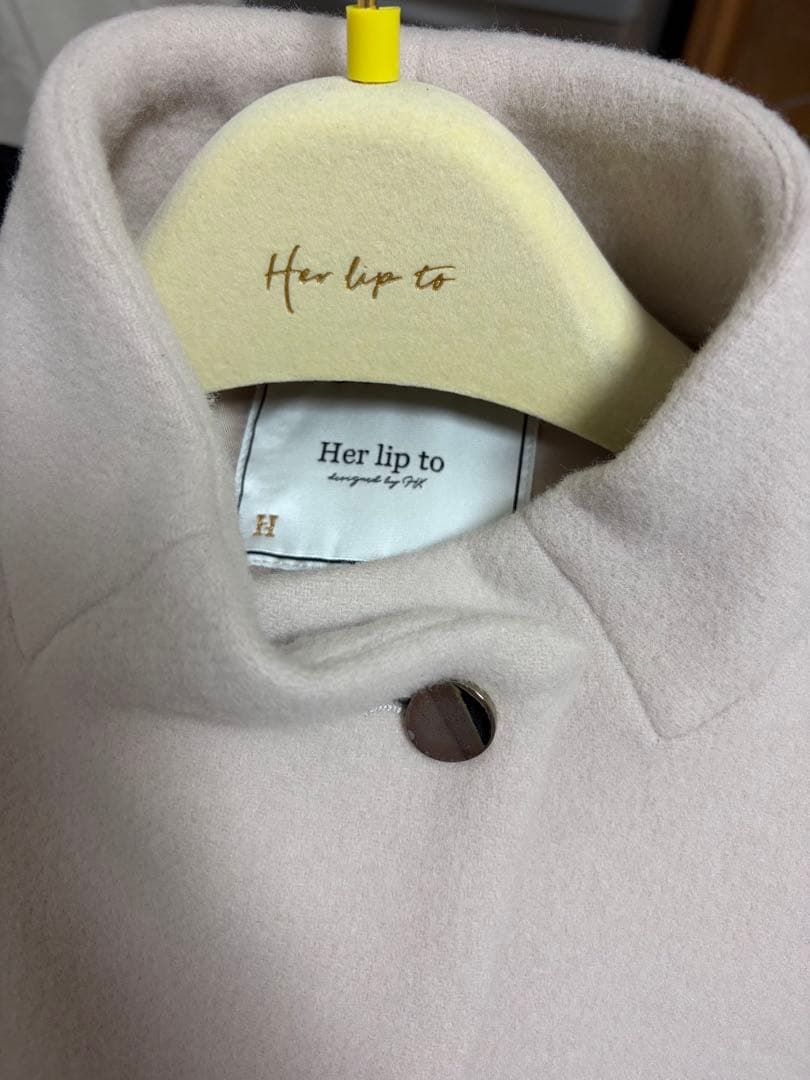 Her lip to
Her lip to
designed by HK
H